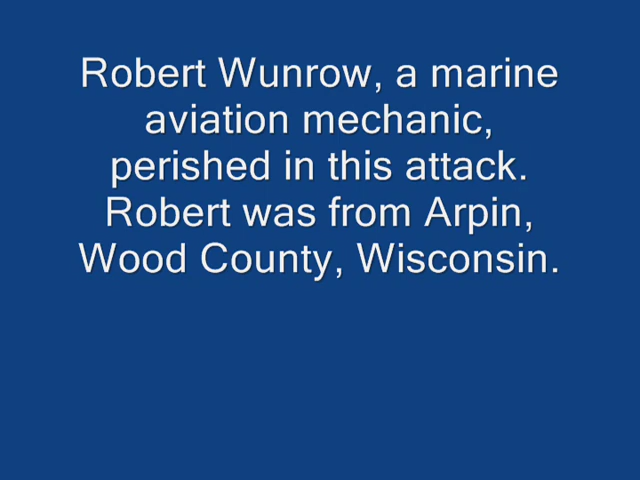 Robert Wunrow, a marine
aviation mechanic,
perished in this attack.
Robert was from Arpin,
Wood County, Wisconsin.